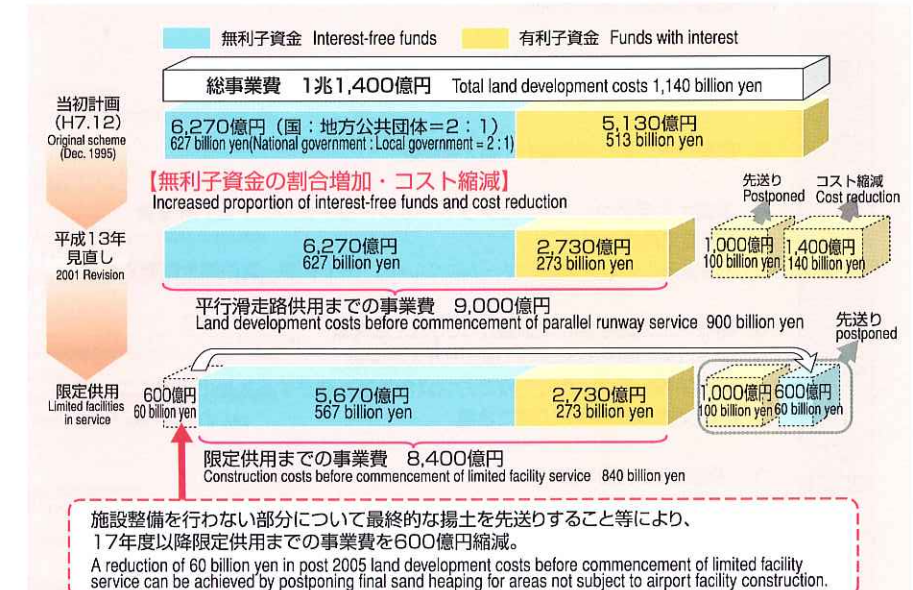 無利子資金 Interest-free funds
有利子資金 Funds with interest
総事業費 1兆1,400億円 Total land development costs 1,140 billion yen
当初計画
(H7.12)
Original scheme
(Dec. 1995)
6,270億円（国：地方公共団体＝2：1）
627 billion yen(National government : Local government = 2 : 1)
5,130億円
513 billion yen
【無利子資金の割合増加・コスト縮減】
Increased proportion of interest-free funds and cost reduction
先送り
Postponed
コスト縮減
Cost reduction
平成13年
見直し
2001 Revision
6,270億円
627 billion yen
2,730億円
273 billion yen
1,000億円
100 billion yen
1,400億円
140 billion yen
平行滑走路供用までの事業費 9,000億円
Land development costs before commencement of parallel runway service 900 billion yen
先送り
postponed
限定供用
Limited facilities
in service
600億円
60 billion yen
5,670億円
567 billion yen
2,730億円
273 billion yen
1,000億円
100 billion yen
600億円
60 billion yen
限定供用までの事業費 8,400億円
Construction costs before commencement of limited facility service 840 billion yen
施設整備を行わない部分について最終的な揚土を先送りすること等により、
17年度以降限定供用までの事業費を600億円縮減。
A reduction of 60 billion yen in post 2005 land development costs before commencement of limited facility
service can be achieved by postponing final sand heaping for areas not subject to airport facility construction.